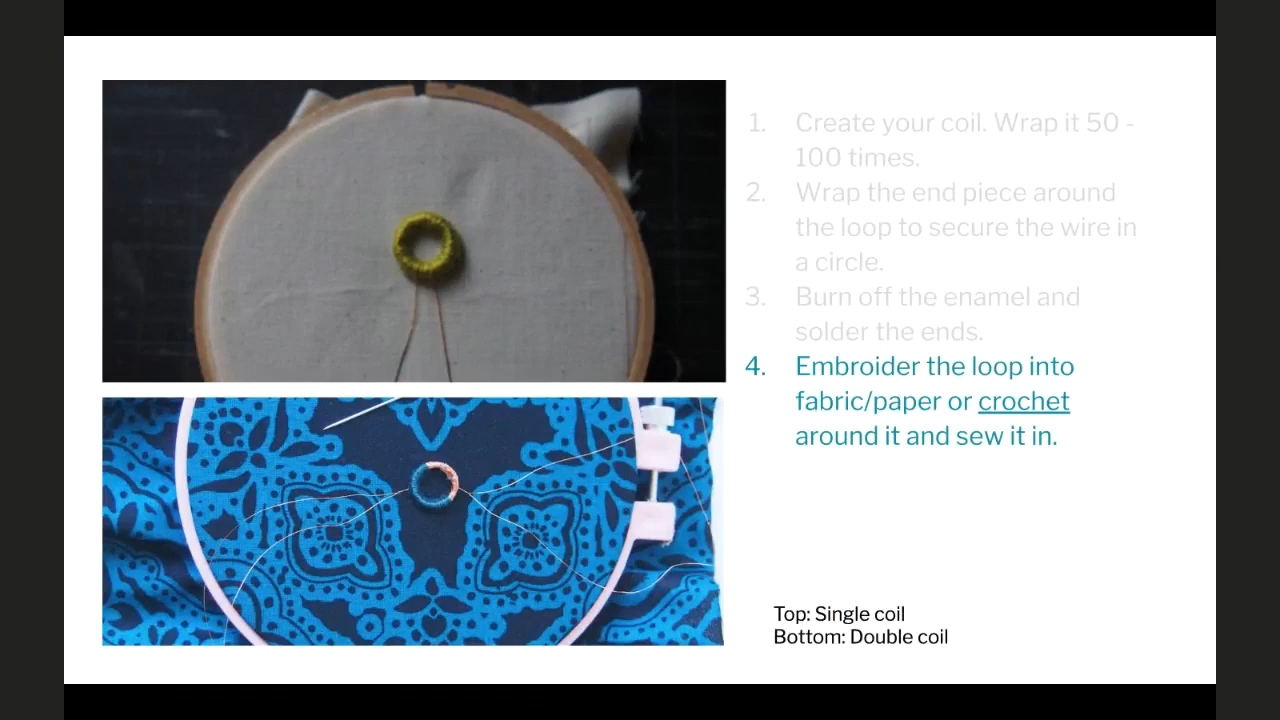 1. Create your coil. Wrap it 50 -
100 times.
2. Wrap the end piece around
the loop to secure the wire in
a circle.
3. Burn off the enamel and
solder the ends.
4. Embroider the loop into
fabric/paper or crochet
around it and sew it in.
Top: Single coil
Bottom: Double coil